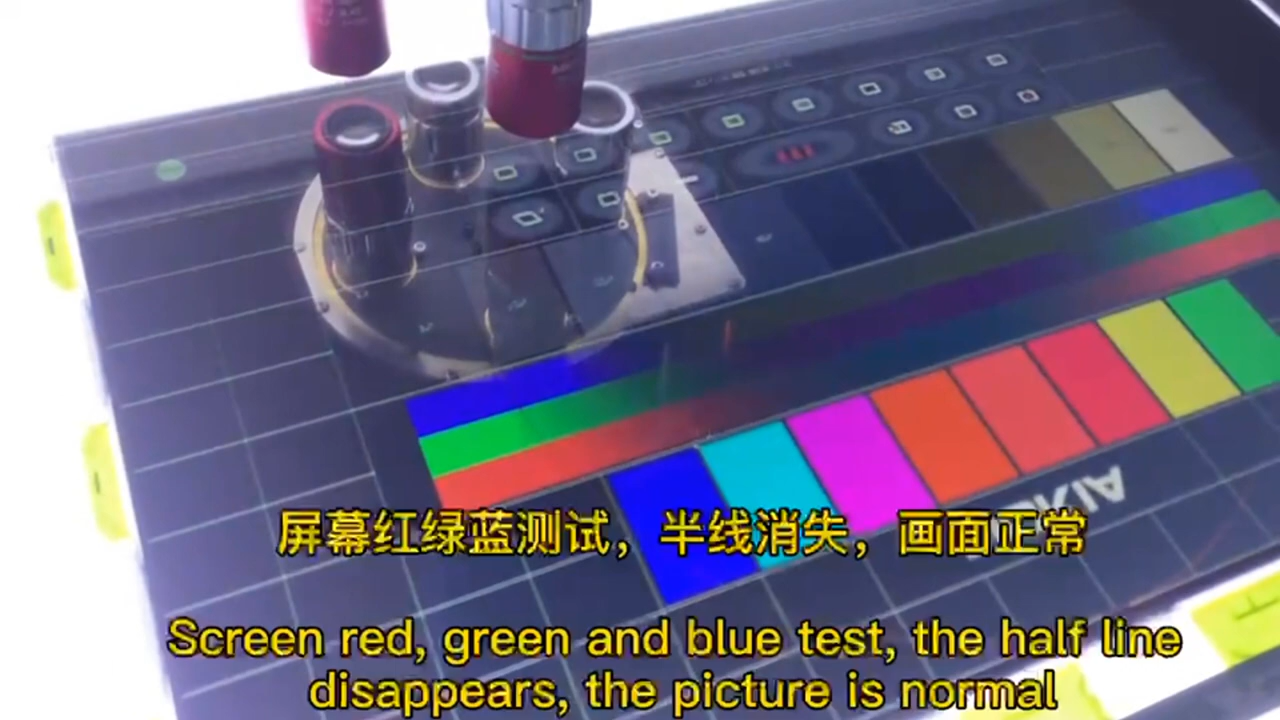 屏幕红绿蓝测试，半线消失，画面正常
Screen red, green and blue test, the half line
disappears, the picture is normal